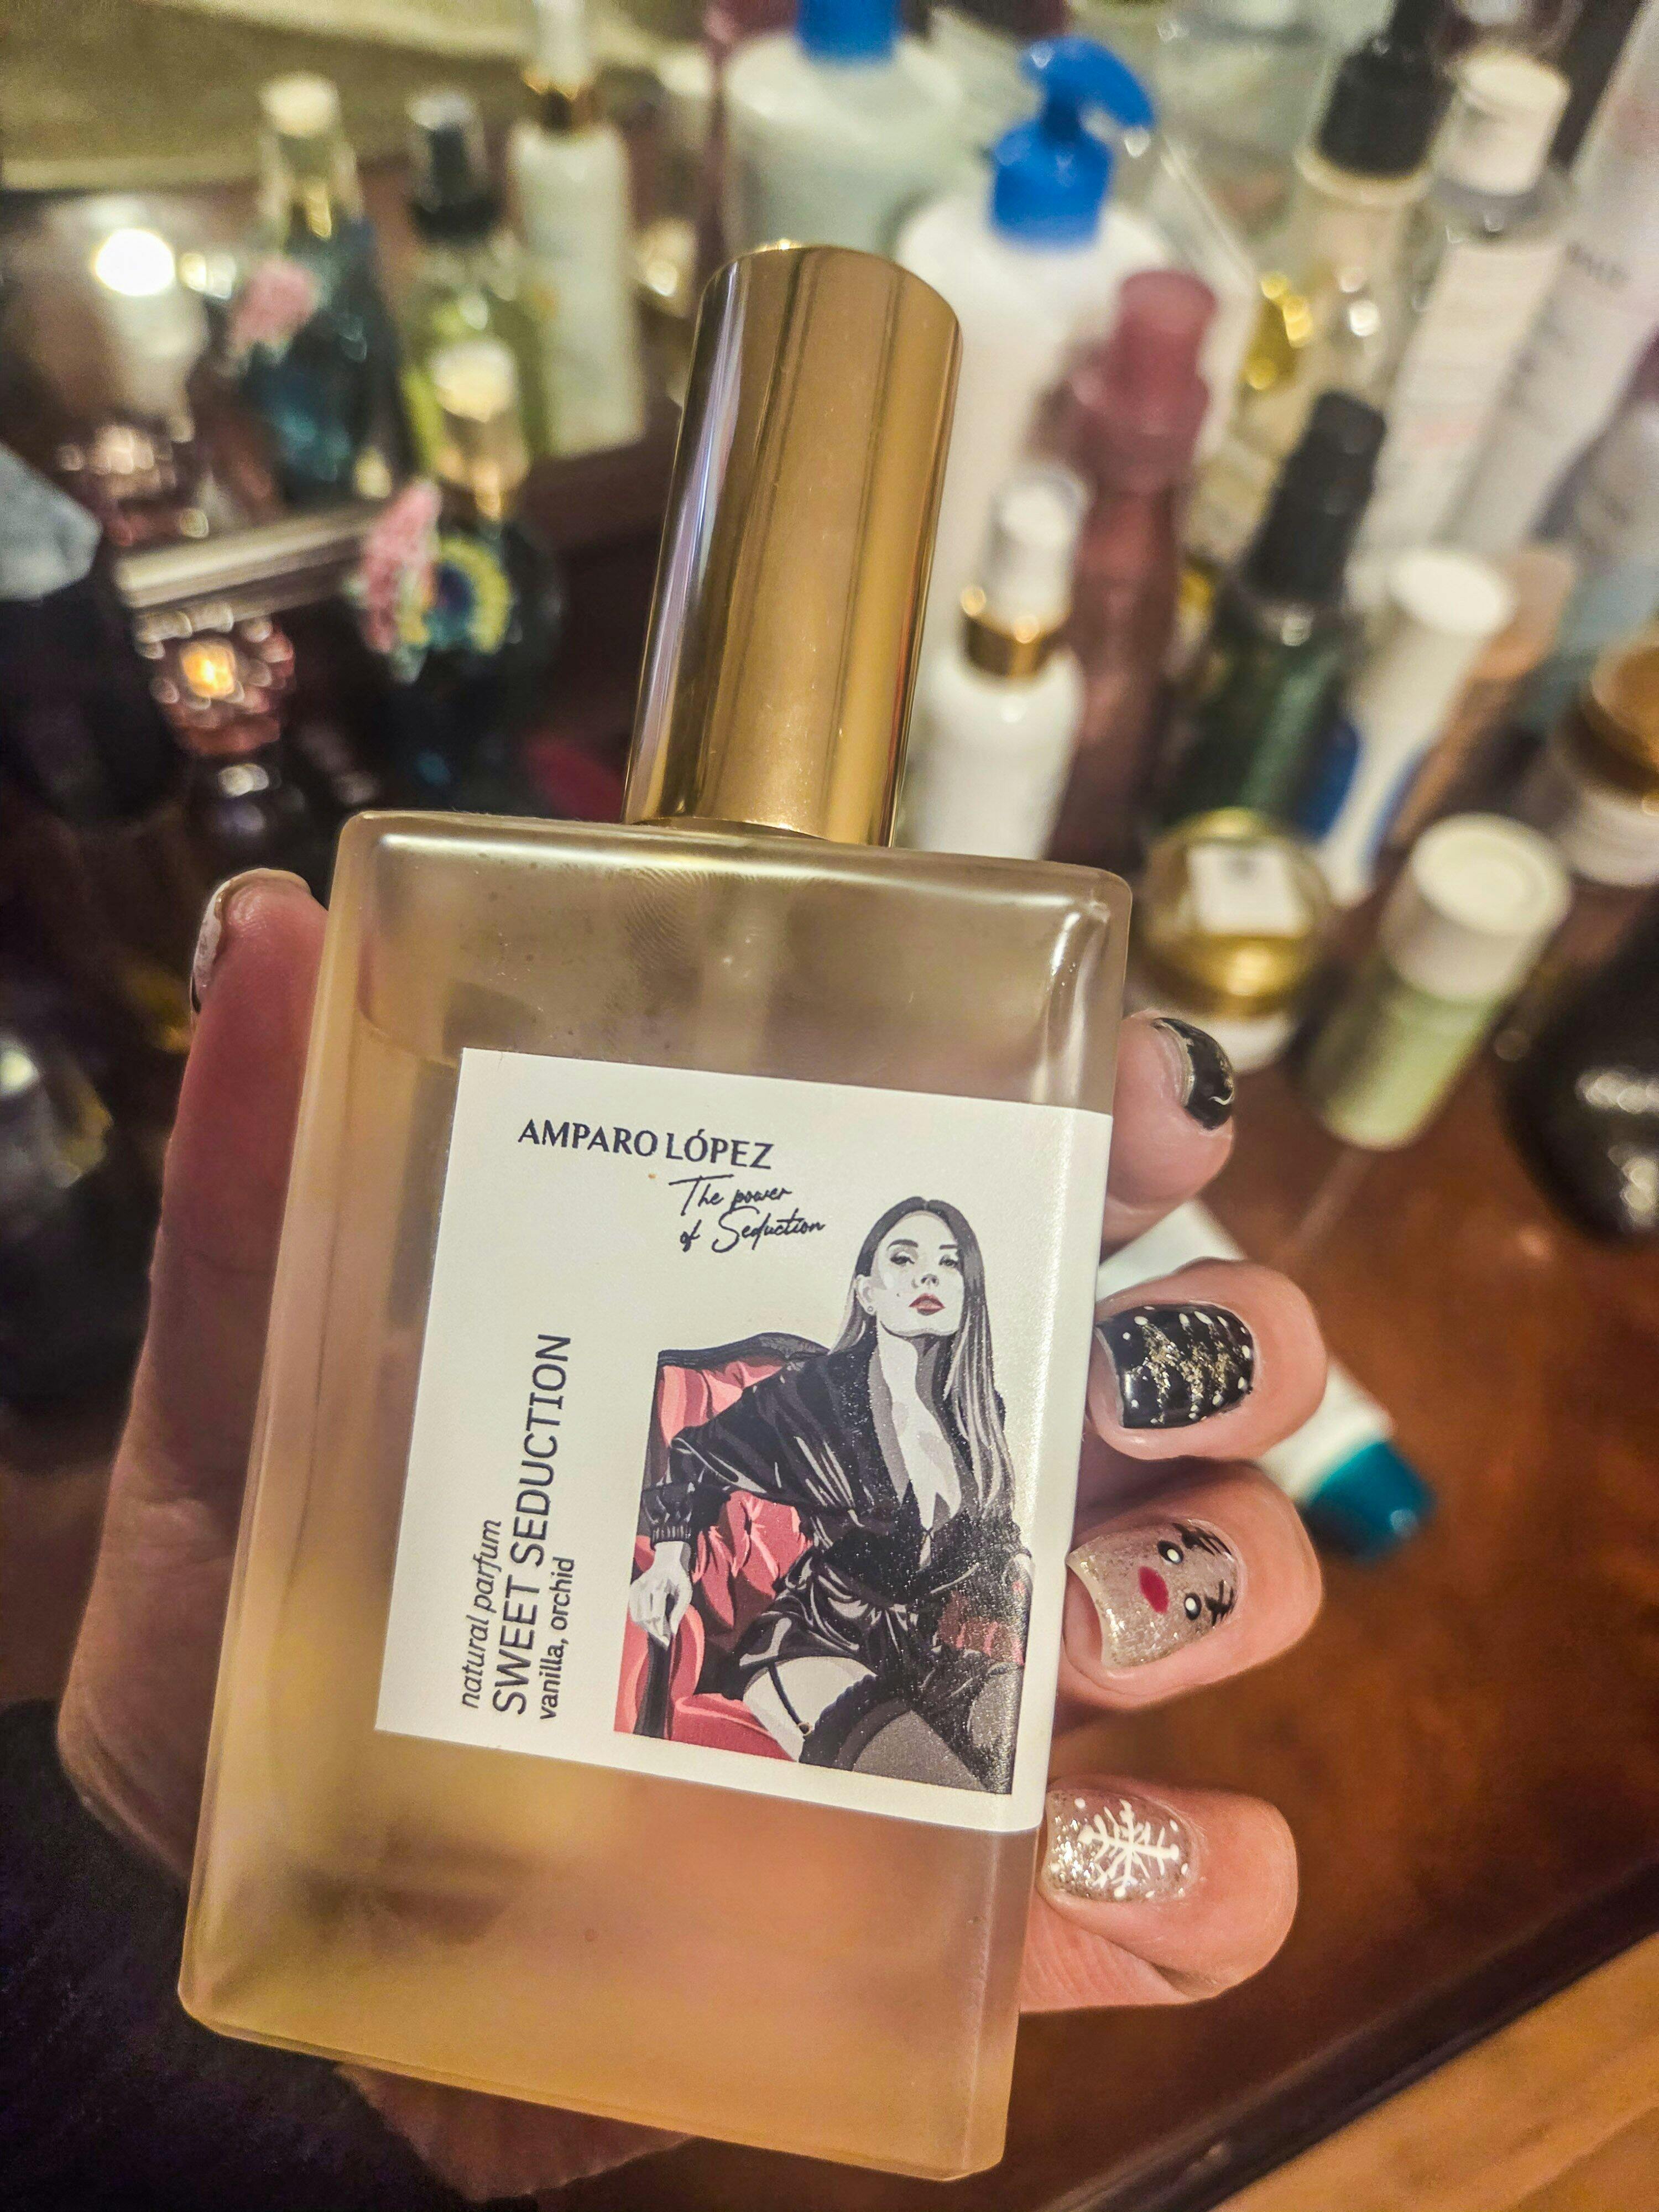 AMPARO LÓPEZ
The power
of Seduction
natural parfum
SWEET SEDUCTION
vanilla, orchid